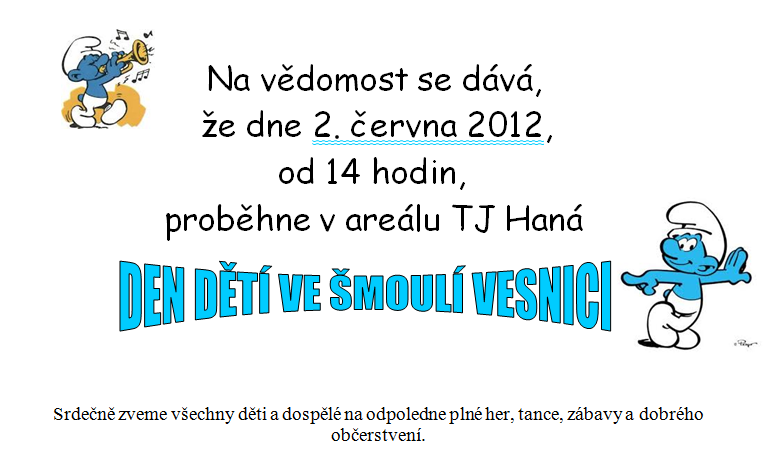 Na vědomost se dává,
že dne 2. června 2012,
od 14 hodin,
proběhne v areálu TJ Haná
DEN DĚTÍ VE ŠMOULÍ VESNICI
Srdečně zveme všechny děti a dospělé na odpoledne plné her, tance, zábavy a dobrého
občerstvení.